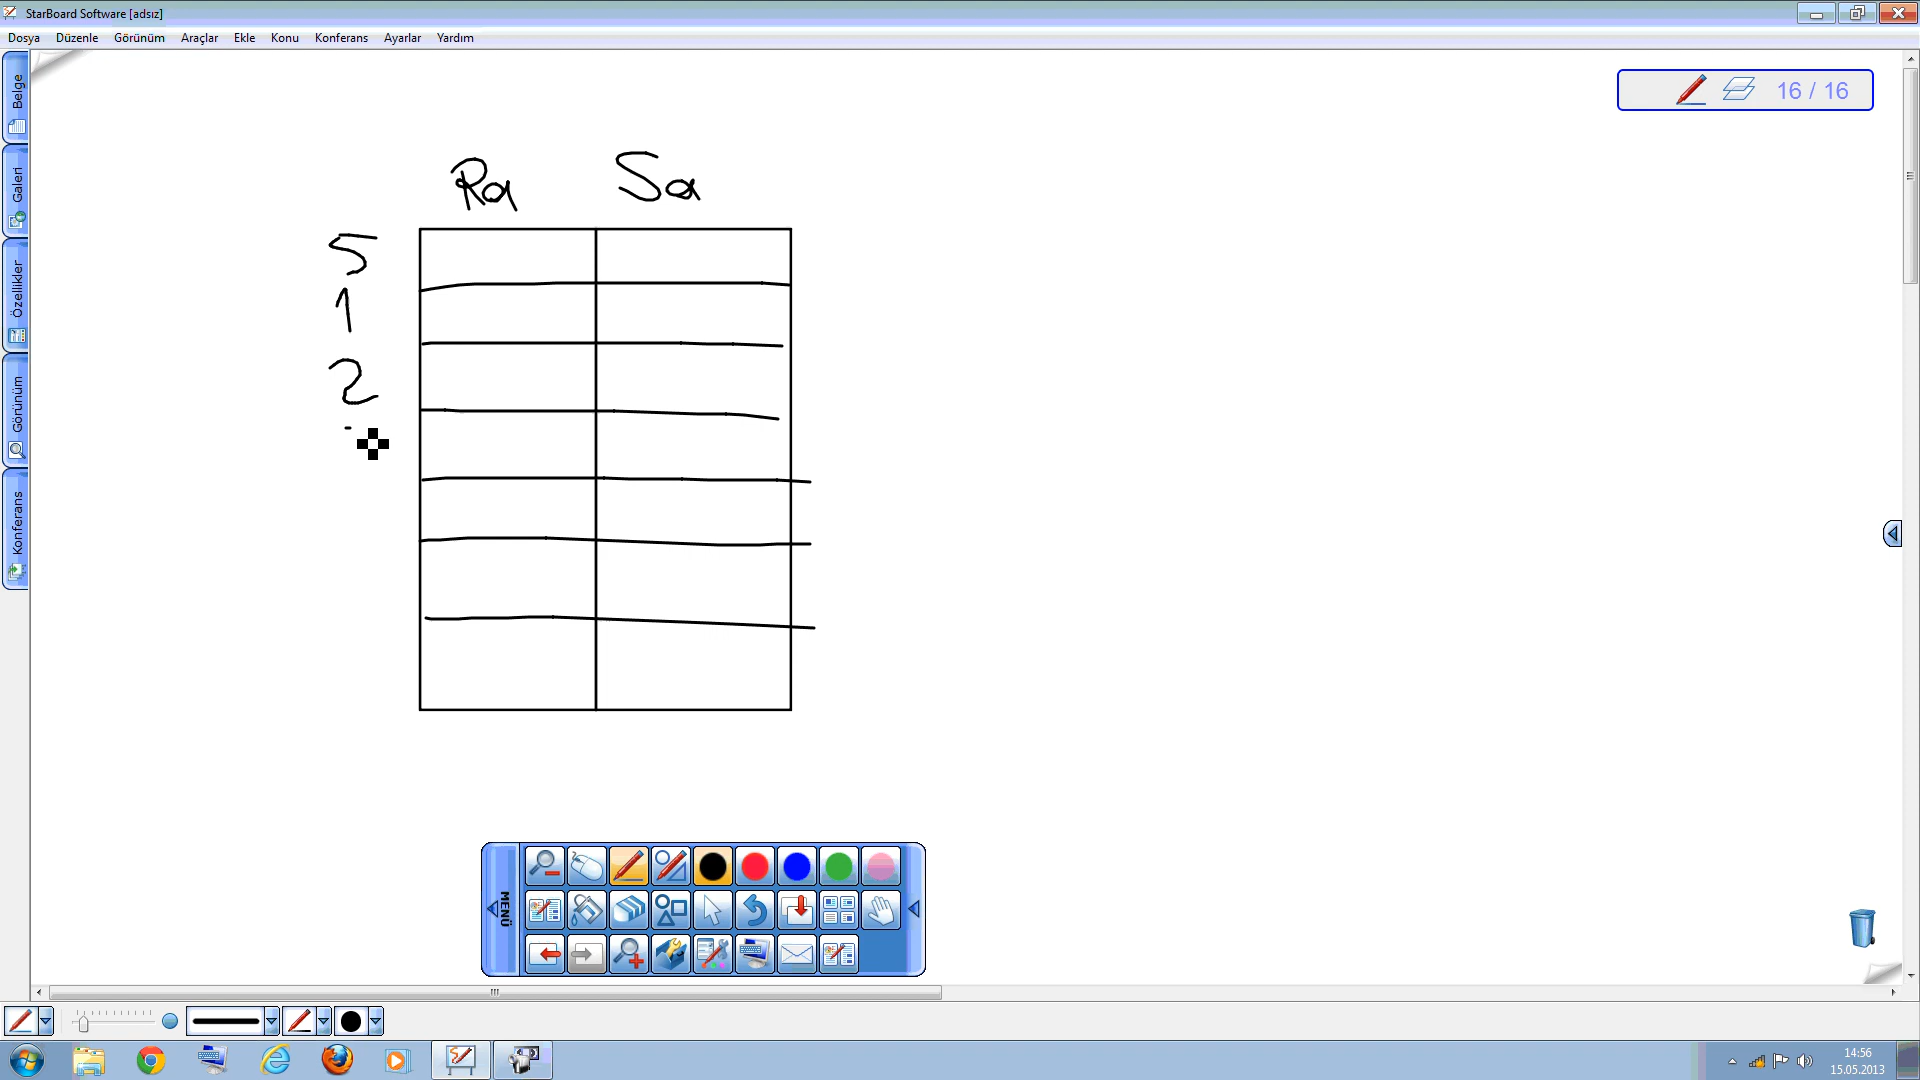 StarBoard Software [adsız]
Dosya Düzenle Görünüm Araçlar Ekle Konu Konferans Ayarlar Yardım
Belge
Galeri
Özellikler
Görünüm
Konferans
16 / 16
Ra Sa
5
1
2
MENÜ
14:56
15.05.2013